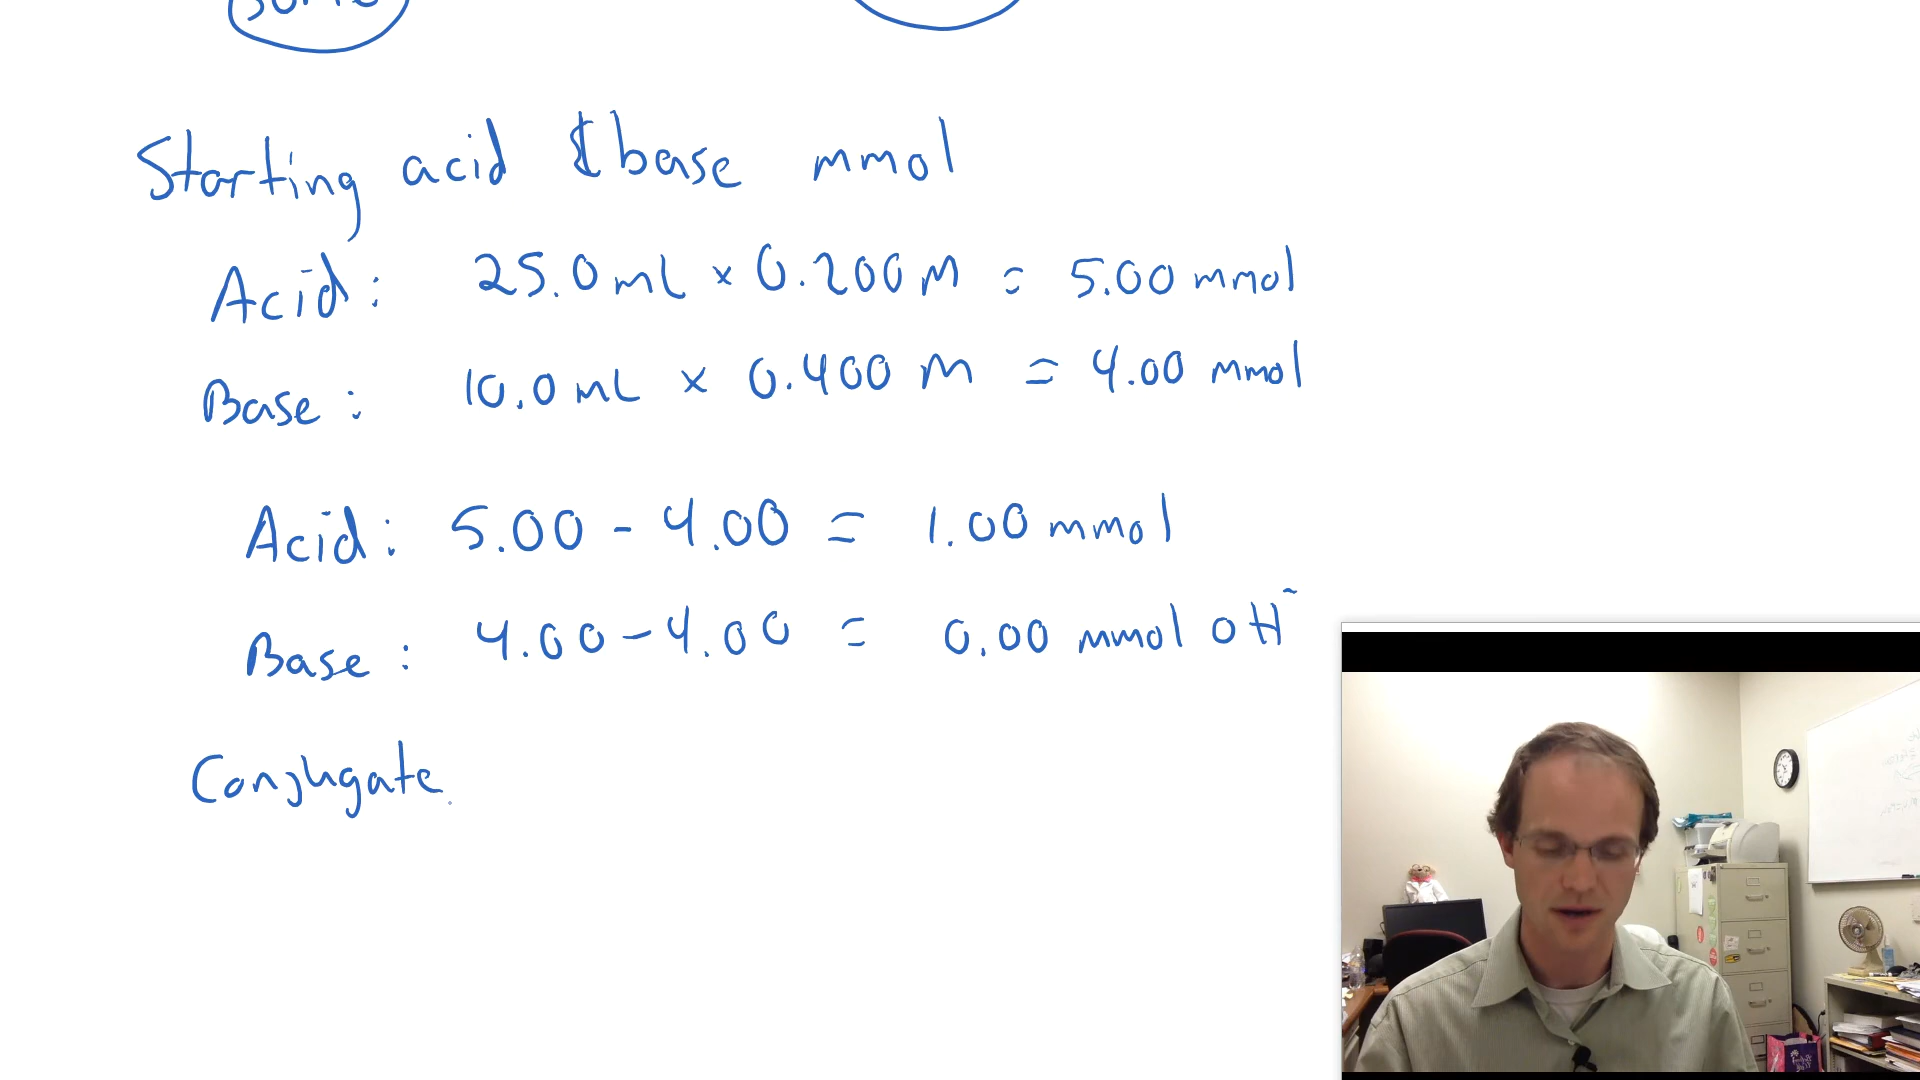 Starting acid & base mmol
Acid: 25.0 mL × 0.200 M = 5.00 mmol
Base: 10.0 mL × 0.400 M = 4.00 mmol
Acid: 5.00 - 4.00 = 1.00 mmol
Base: 4.00 - 4.00 = 0.00 mmol OH⁻
Conjugate